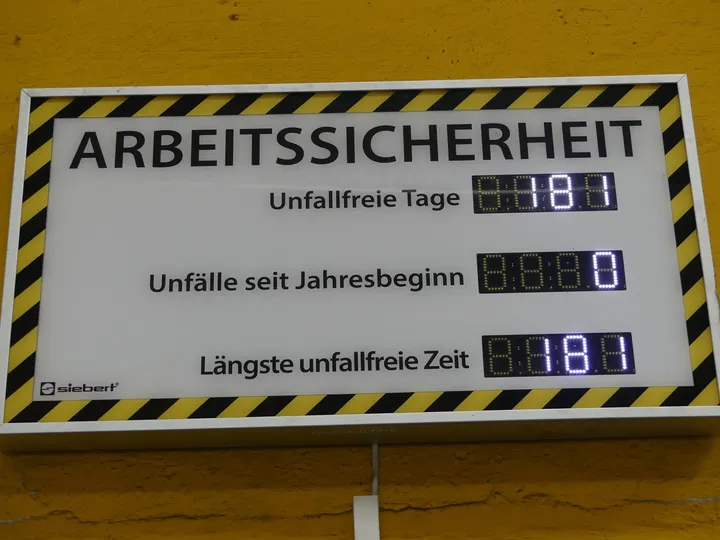 ARBEITSSICHERHEIT
Unfallfreie Tage 181
Unfälle seit Jahresbeginn 0
Längste unfallfreie Zeit 181
siebert